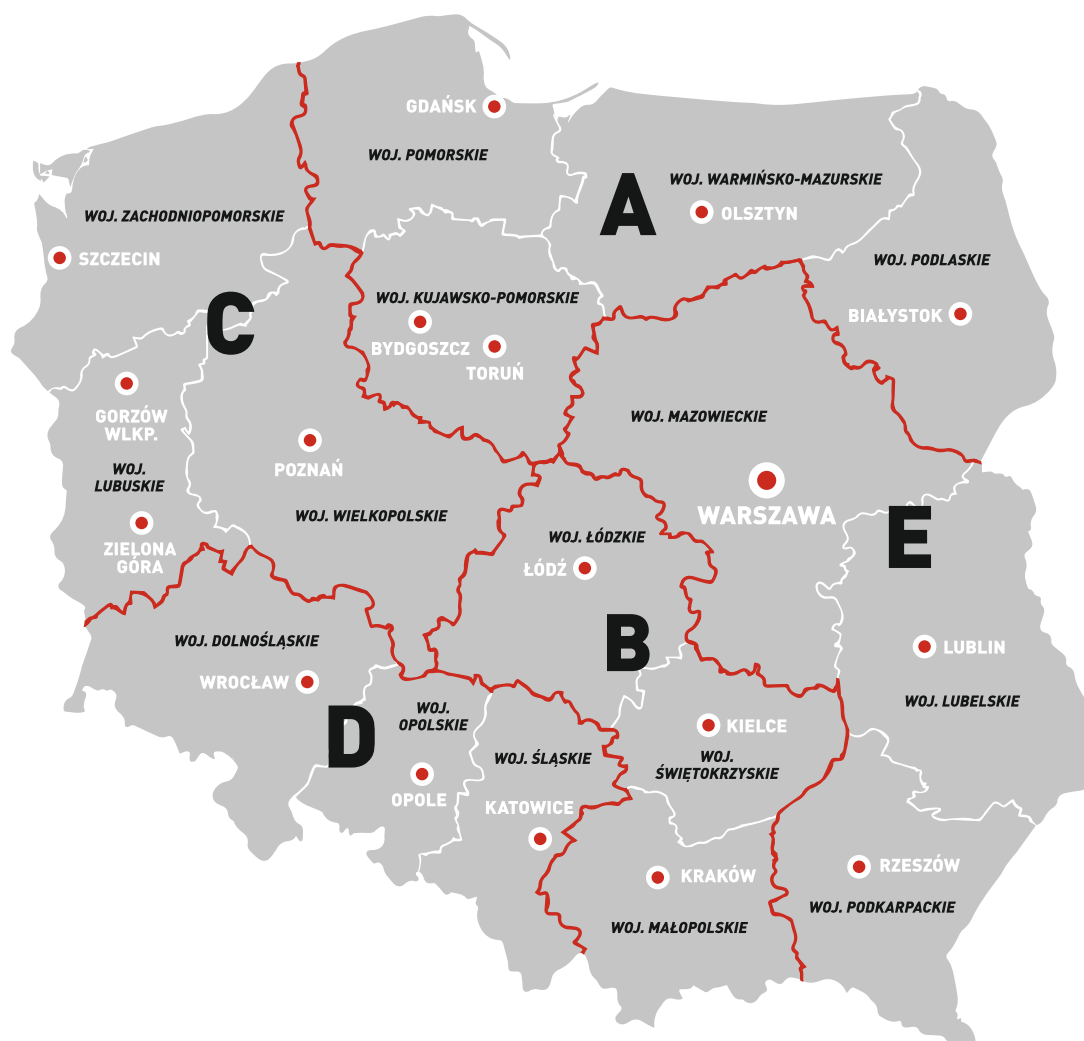 GDAŃSK
WOJ. POMORSKIE
A
WOJ. WARMIŃSKO-MAZURSKIE
OLSZTYN
WOJ. ZACHODNIOPOMORSKIE
SZCZECIN
WOJ. PODLASKIE
BIAŁYSTOK
C
WOJ. KUJAWSKO-POMORSKIE
BYDGOSZCZ
TORUŃ
GORZÓW
WLKP.
WOJ.
LUBUSKIE
ZIELONA
GÓRA
POZNAŃ
WOJ. WIELKOPOLSKIE
WOJ. MAZOWIECKIE
WARSZAWA
E
WOJ. ŁÓDZKIE
ŁÓDŹ
B
LUBLIN
WOJ. LUBELSKIE
WOJ. DOLNOŚLĄSKIE
WROCŁAW
D
WOJ.
OPOLSKIE
OPOLE
WOJ. ŚLĄSKIE
KATOWICE
KIELCE
WOJ.
ŚWIĘTOKRZYSKIE
KRAKÓW
WOJ. MAŁOPOLSKIE
RZESZÓW
WOJ. PODKARPACKIE